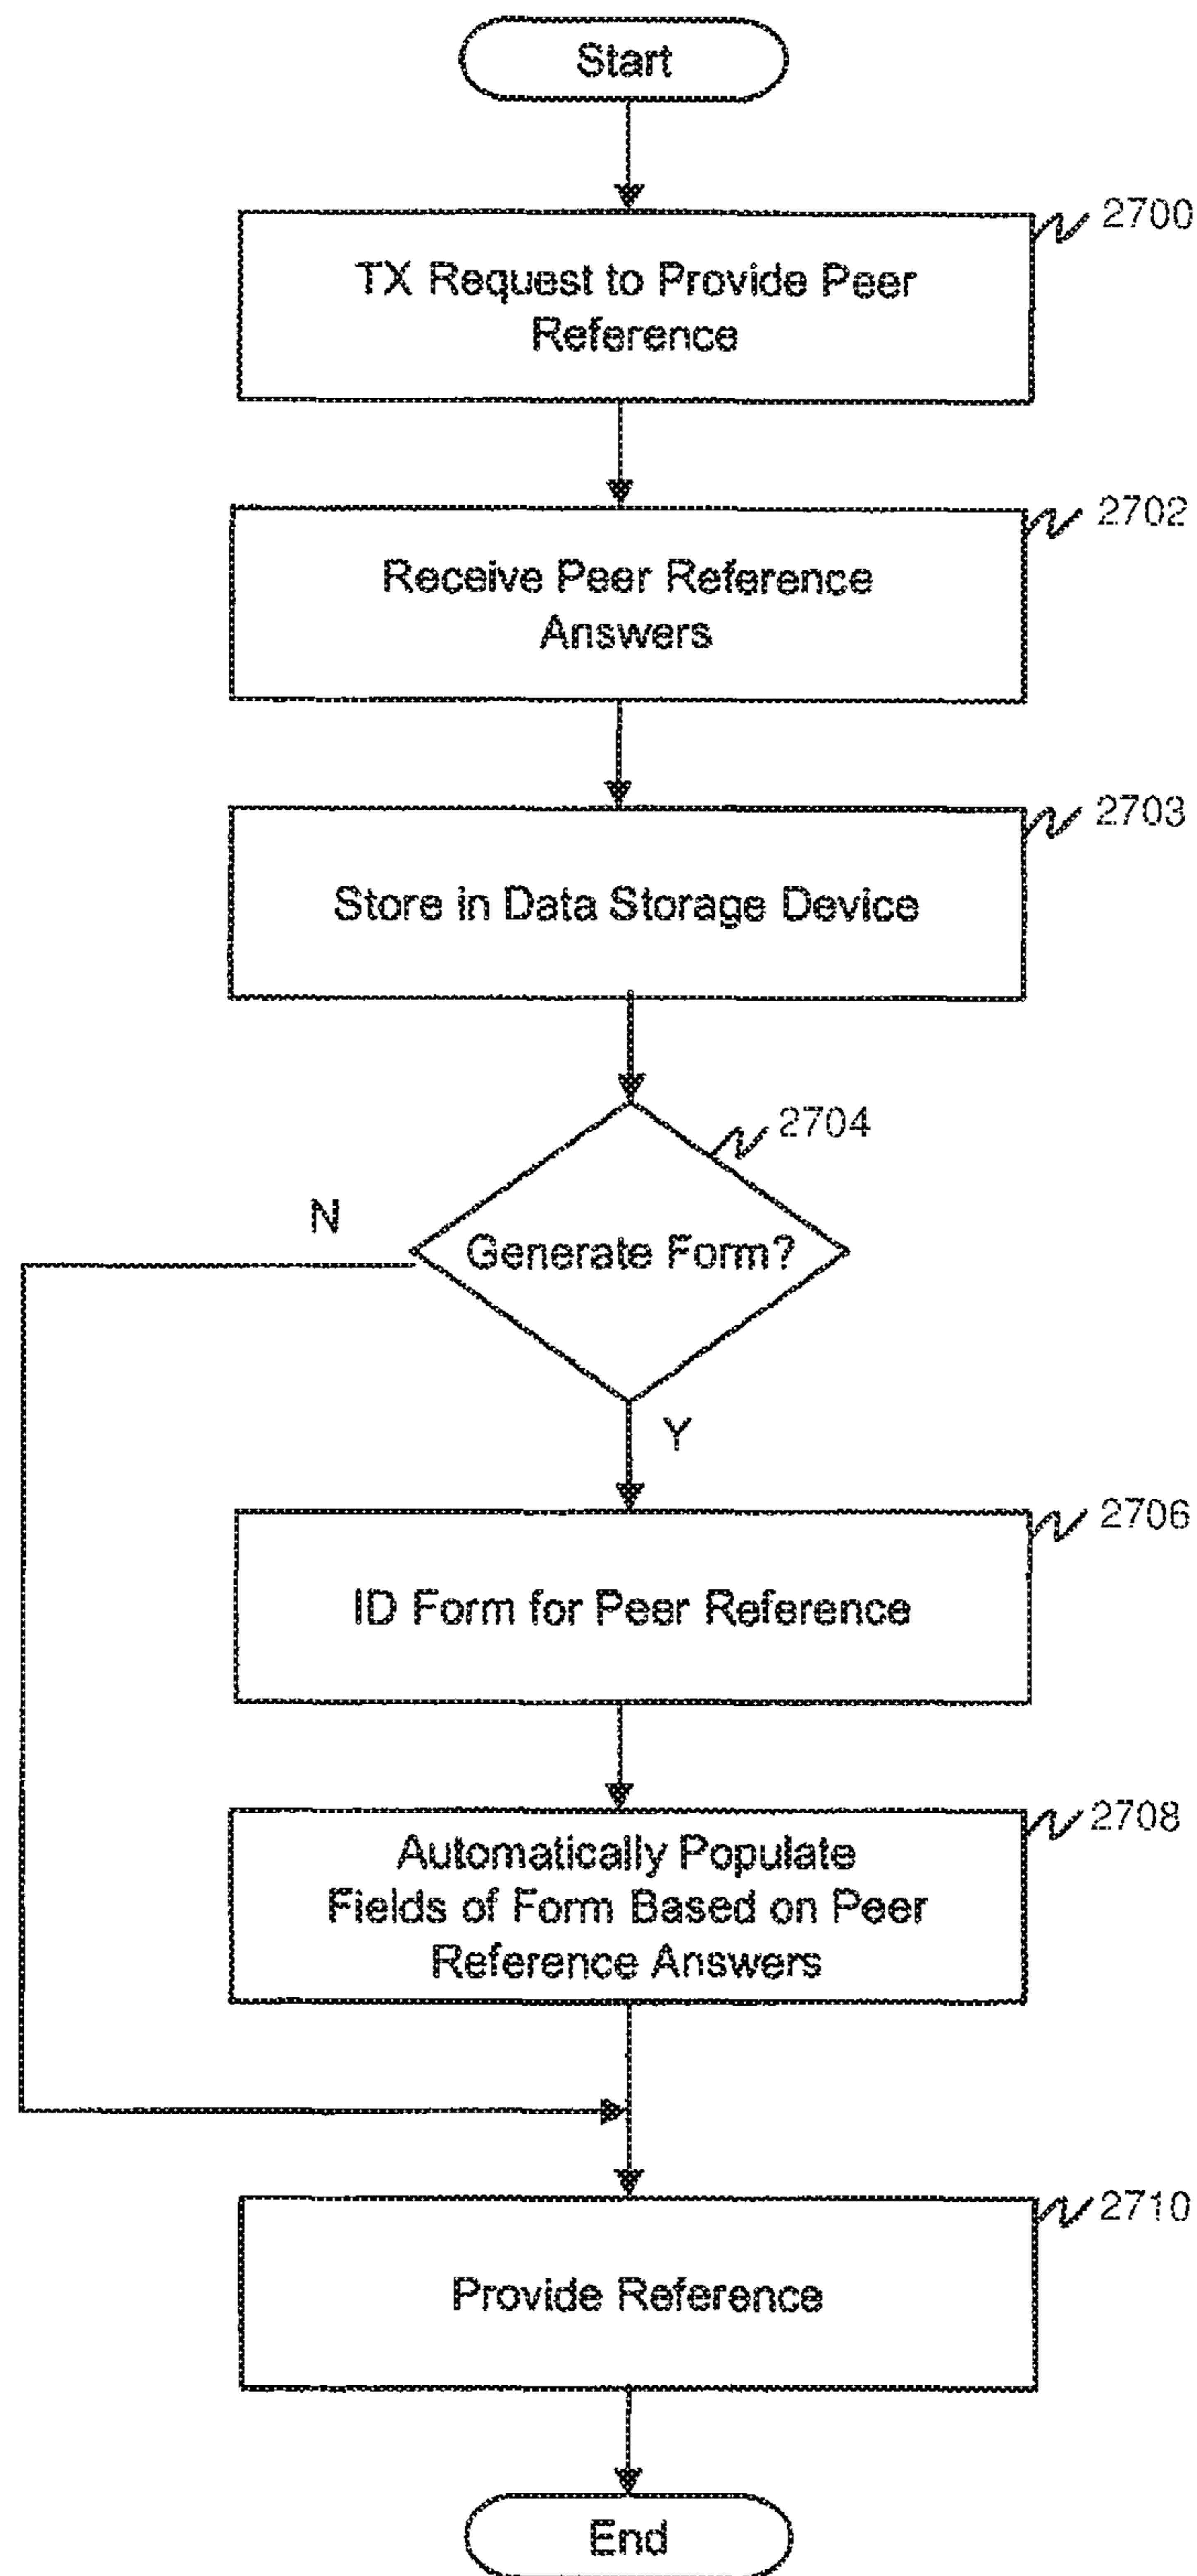 Start
2700
TX Request to Provide Peer
Reference
2702
Receive Peer Reference
Answers
2703
Store in Data Storage Device
2704
N
Generate Form?
Y
2706
ID Form for Peer Reference
2708
Automatically Populate
Fields of Form Based on Peer
Reference Answers
2710
Provide Reference
End